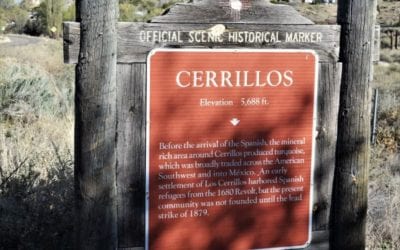 OFFICIAL SCENIC HISTORICAL MARKER
CERRILLOS
Elevation 5,688 ft.
Before the arrival of the Spanish, the mineral
rich area around Cerrillos produced turquoise,
which was broadly traded across the American
Southwest and into México. An early
settlement of Los Cerrillos harbored Spanish
refugees from the 1680 Revolt, but the present
community was not founded until the lead
strike of 1879.